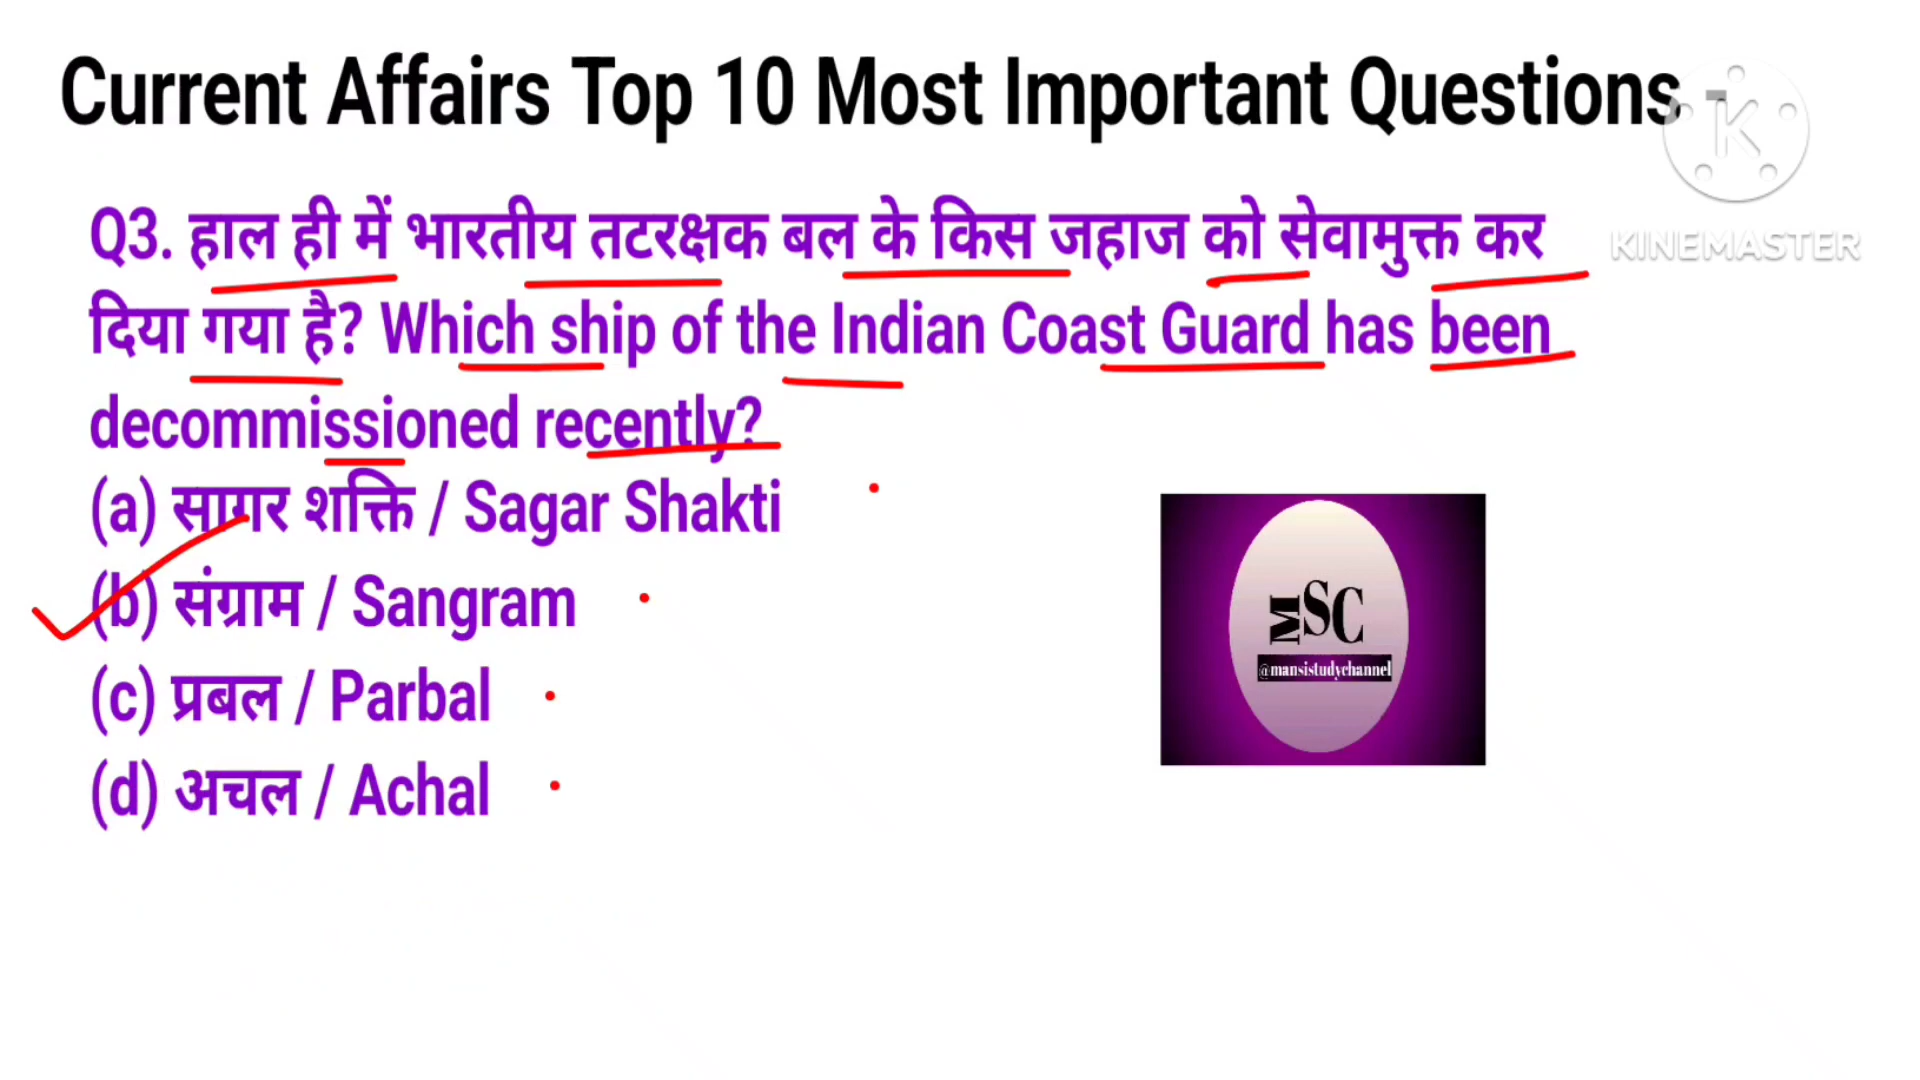 Current Affairs Top 10 Most Important Questions -
K
KINEMASTER
Q3. हाल ही में भारतीय तटरक्षक बल के किस जहाज को सेवामुक्त कर
दिया गया है? Which ship of the Indian Coast Guard has been
decommissioned recently?
(a) सागर शक्ति / Sagar Shakti
(b) संग्राम / Sangram
(c) प्रबल / Parbal
(d) अचल / Achal
MSC
@mansistudychannel